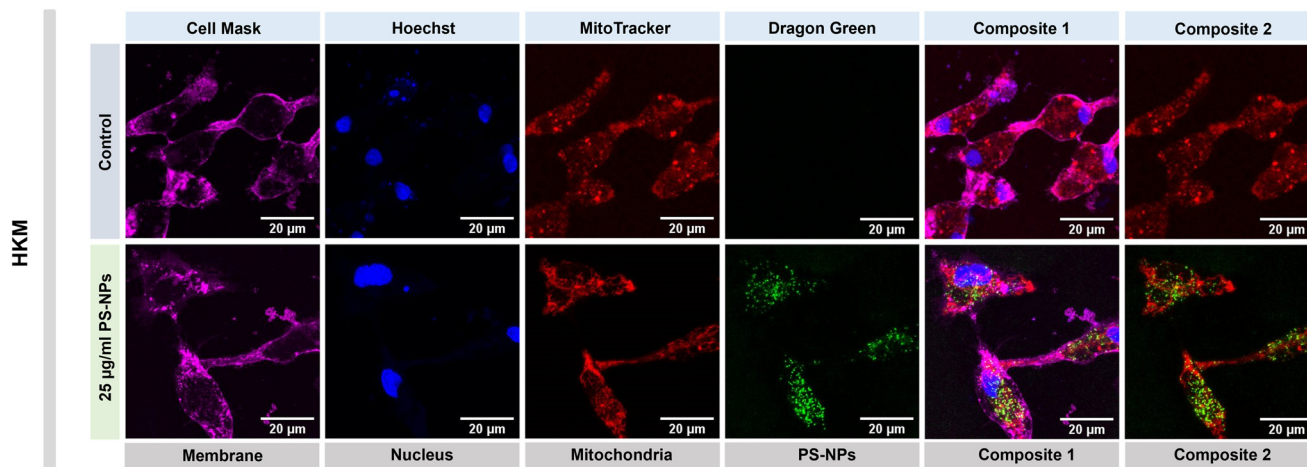 Cell Mask
Hoechst
MitoTracker
Dragon Green
Composite 1
Composite 2
HKM
Control
20 µm
20 µm
20 µm
20 µm
20 µm
20 µm
25 µg/ml PS-NPs
20 µm
20 µm
20 µm
20 µm
20 µm
20 µm
Membrane
Nucleus
Mitochondria
PS-NPs
Composite 1
Composite 2